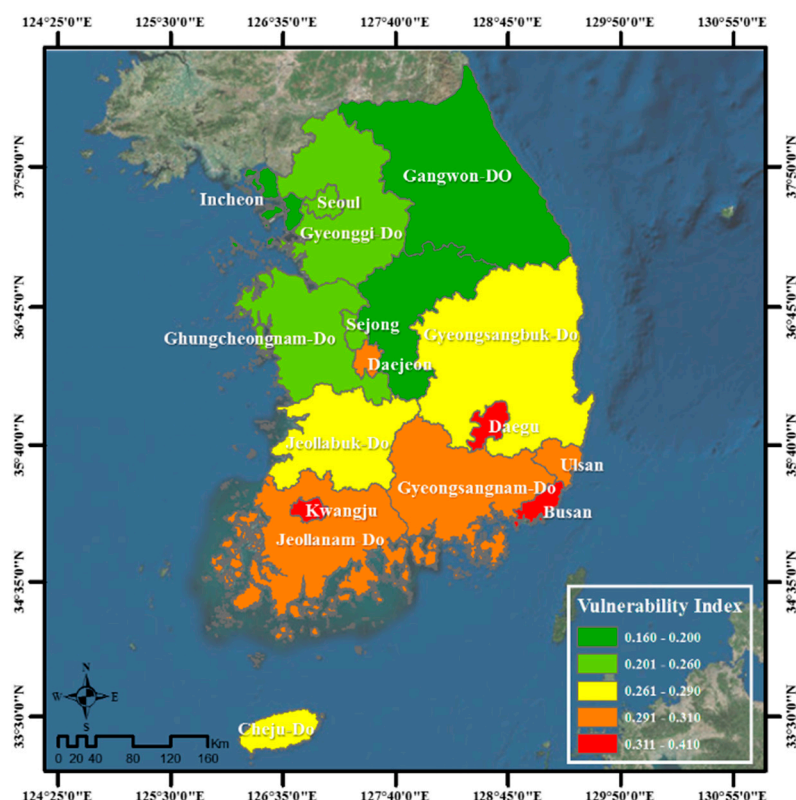 124°25'0"E 125°30'0"E 126°35'0"E 127°40'0"E 128°45'0"E 129°50'0"E 130°55'0"E
37°50'0"N 37°50'0"N
36°45'0"N 36°45'0"N
35°40'0"N 35°40'0"N
34°35'0"N 34°35'0"N
33°30'0"N 33°30'0"N
Gangwon-DO
Incheon
Seoul
Gyeonggi Do
Sejong
Ghungcheongnam-Do
Gyeongsangbuk-Do
Daejeon
Daegu
Jeollabuk-Do
Ulsan
Gyeongsangnam-Do
Kwangju
Busan
Jeollanam Do
Cheju-Do
Vulnerability Index
0.160 - 0.200
0.201 - 0.260
0.261 - 0.290
0.291 - 0.310
0.311 - 0.410
N
W E
S
Km
0 20 40 80 120 160
124°25'0"E 125°30'0"E 126°35'0"E 127°40'0"E 128°45'0"E 129°50'0"E 130°55'0"E